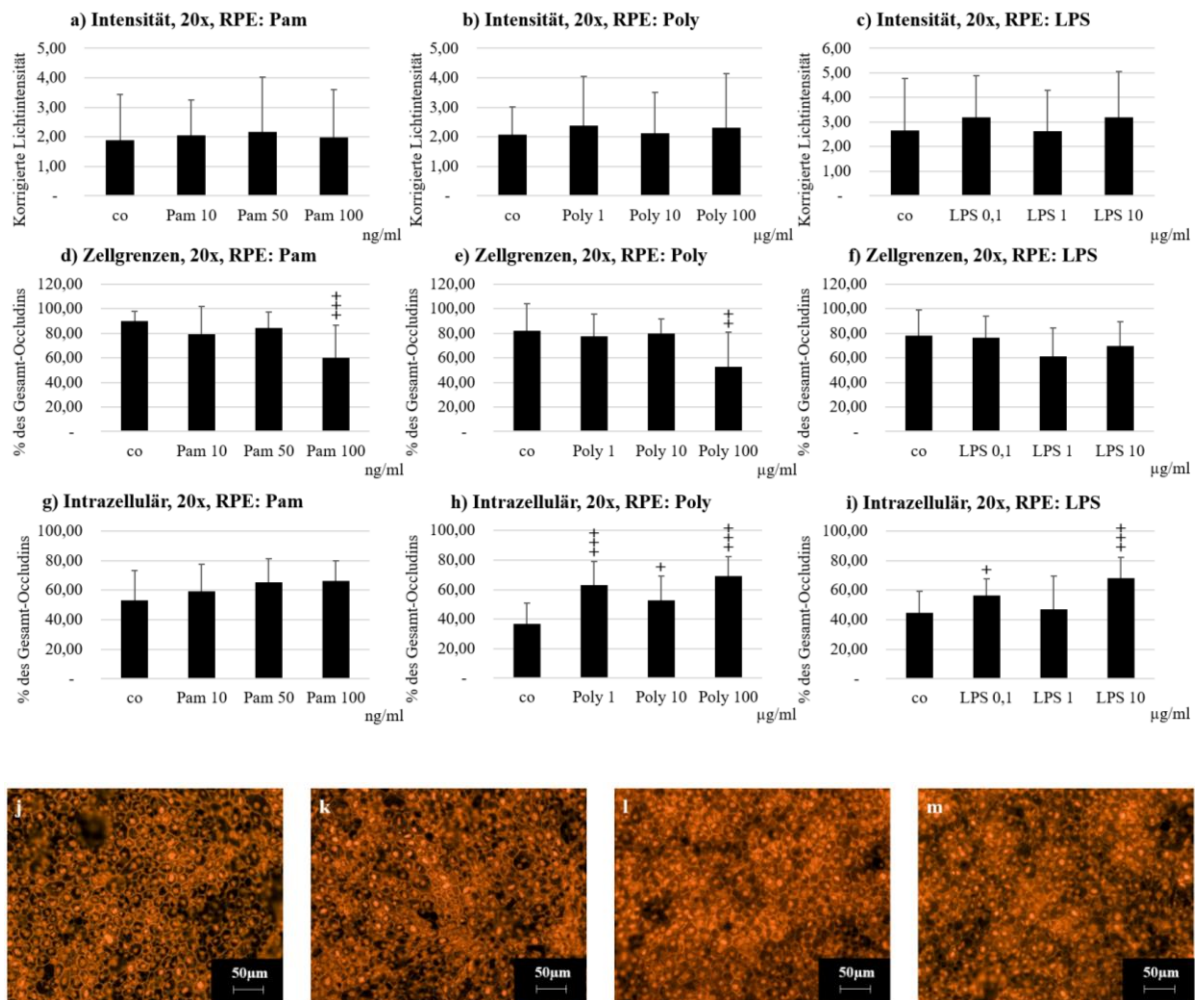 a) Intensität, 20x, RPE: Pam
Korrigierte Lichtintensität
5,00
4,00
3,00
2,00
1,00
-
co Pam 10 Pam 50 Pam 100
ng/ml
b) Intensität, 20x, RPE: Poly
Korrigierte Lichtintensität
5,00
4,00
3,00
2,00
1,00
-
co Poly 1 Poly 10 Poly 100
µg/ml
c) Intensität, 20x, RPE: LPS
Korrigierte Lichtintensität
6,00
5,00
4,00
3,00
2,00
1,00
-
co LPS 0,1 LPS 1 LPS 10
µg/ml
d) Zellgrenzen, 20x, RPE: Pam
% des Gesamt-Occludins
120,00
100,00
80,00
60,00
40,00
20,00
-
+++
co Pam 10 Pam 50 Pam 100
ng/ml
e) Zellgrenzen, 20x, RPE: Poly
% des Gesamt-Occludins
120,00
100,00
80,00
60,00
40,00
20,00
-
++
co Poly 1 Poly 10 Poly 100
µg/ml
f) Zellgrenzen, 20x, RPE: LPS
% des Gesamt-Occludins
120,00
100,00
80,00
60,00
40,00
20,00
-
co LPS 0,1 LPS 1 LPS 10
µg/ml
g) Intrazellulär, 20x, RPE: Pam
% des Gesamt-Occludins
100,00
80,00
60,00
40,00
20,00
-
co Pam 10 Pam 50 Pam 100
ng/ml
h) Intrazellulär, 20x, RPE: Poly
% des Gesamt-Occludins
100,00
80,00
60,00
40,00
20,00
-
+++ + +++
co Poly 1 Poly 10 Poly 100
µg/ml
i) Intrazellulär, 20x, RPE: LPS
% des Gesamt-Occludins
100,00
80,00
60,00
40,00
20,00
-
+ +++
co LPS 0,1 LPS 1 LPS 10
µg/ml
j
50µm
k
50µm
l
50µm
m
50µm